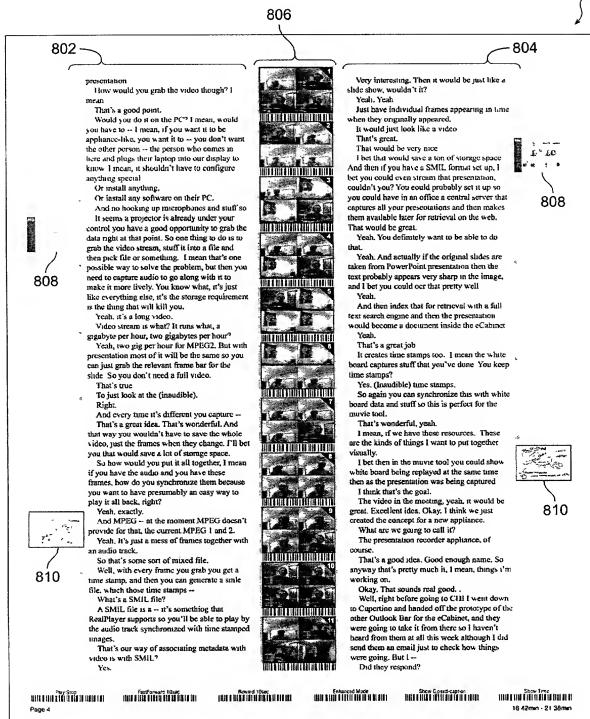 806
802
804
presentation
How would you grab the video though? I
mean
That's a good point.
Would you do it on the PC? I mean, would
you have to -- I mean, if you want it to be
appliance-like, you want it to -- you don't want
the other person -- the person who comes in
here and plugs their laptop into our display to
know I mean, it shouldn't have to configure
anything special
Or install anything.
Or install any software on their PC.
And no hooking up microphones and stuff so
It seems a projector is already under your
control you have a good opportunity to grab the
data right at that point. So one thing to do is to
grab the video stream, stuff it into a file and
then pick file or something. I mean that's one
possible way to solve the problem, but then you
need to capture audio to go along with it to
make it more lively. You know what, it's just
like everything else, it's the storage requirement
is the thing that will kill you.
Yeah, it's a long video.
Video stream is what? It runs what, a
gigabyte per hour, two gigabytes per hour?
Yeah, two gig per hour for MPEG2. But with
presentation most of it will be the same so you
can just grab the relevant frame bar for the
slide So you don't need a full video.
That's true
To just look at the (inaudible).
Right.
And every time it's different you capture --
That's a great idea. That's wonderful. And
that way you wouldn't have to save the whole
video, just the frames when they change. I'll bet
you that would save a lot of storage space.
So how would you put it all together, I mean
if you have the audio and you have these
frames, how do you synchronize them because
you want to have presumably an easy way to
play it all back, right?
Yeah, exactly.
And MPEG -- at the moment MPEG doesn't
provide for that, the current MPEG 1 and 2.
Yeah. It's just a mess of frames together with
an audio track.
So that's some sort of mixed file.
Well, with every frame you grab you get a
time stamp, and then you can generate a smile
file, which those time stamps --
What's a SMIL file?
A SMIL file is a -- it's something that
RealPlayer supports so you'll be able to play by
the audio track synchronized with time stamped
images.
That's our way of associating metadata with
video is with SMIL?
Yes.
808
810
1
2
3
4
5
6
7
8
9
10
11
Very interesting. Then it would be just like a
slide show, wouldn't it?
Yeah. Yeah
Just have individual frames appearing in time
when they originally appeared.
It would just look like a video
That's great.
That would be very nice
I bet that would save a ton of storage space
And then if you have a SMIL format set up, I
bet you could even stream that presentation,
couldn't you? You could probably set it up so
you could have in an office a central server that
captures all your presentations and then makes
them available later for retrieval on the web.
That would be great.
Yeah. You definitely want to be able to do
that.
Yeah. And actually if the original slides are
taken from PowerPoint presentation then the
text probably appears very sharp in the image,
and I bet you could ocr that pretty well
Yeah.
And then index that for retrieval with a full
text search engine and then the presentation
would become a document inside the eCabinet
Yeah.
That's a great job
It creates time stamps too. I mean the white
board captures stuff that you've done You keep
time stamps?
Yes. (Inaudible) time stamps.
So again you can synchronize this with white
board data and stuff so this is perfect for the
movie tool.
That's wonderful, yeah.
I mean, if we have these resources. These
are the kinds of things I want to put together
visually.
I bet then in the movie tool you could show
white board being replayed at the same time
then as the presentation was being captured
I think that's the goal.
The video in the meeting, yeah, it would be
great. Excellent idea. Okay. I think we just
created the concept for a new appliance.
What are we going to call it?
The presentation recorder appliance, of
course.
That's a good idea. Good enough name. So
anyway that's pretty much it, I mean, things i'm
working on.
Okay. That sounds real good. .
Well, right before going to CHI I went down
to Cupertino and handed off the prototype of the
other Outlook Bar for the eCabinet, and they
were going to take it from there so I haven't
heard from them at all this week although I did
send them an email just to check how things
were going. But I --
Did they respond?
808
810
Play Stop FastForward 10sec Rewind 10sec Enhanced Mode Show Closed-caption Show Time
Page 4 16 42min - 21 36min